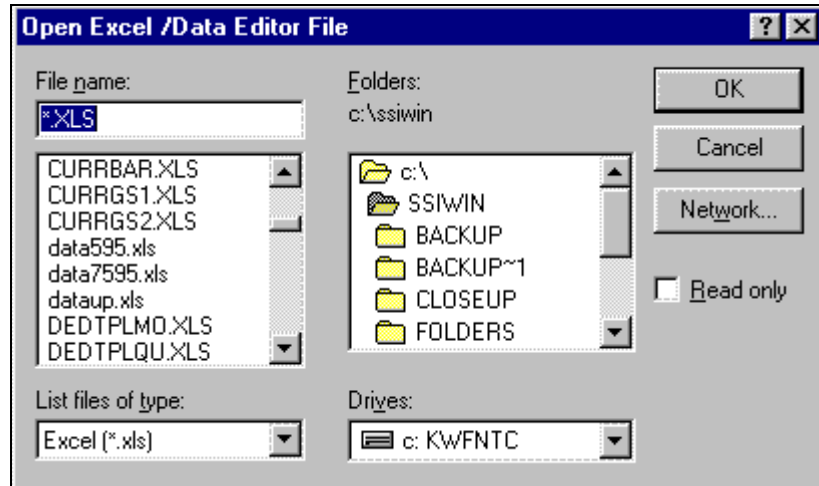 Open Excel /Data Editor File
File name:
*.XLS
CURRBAR.XLS
CURRGS1.XLS
CURRGS2.XLS
data595.xls
data7595.xls
dataup.xls
DEDTPLMO.XLS
DEDTPLQU.XLS
List files of type:
Excel (*.xls)
Folders:
c:\ssiwin
c:\
SSIWIN
BACKUP
BACKUP~1
CLOSEUP
FOLDERS
Drives:
c: KWFNTC
OK
Cancel
Network...
Read only